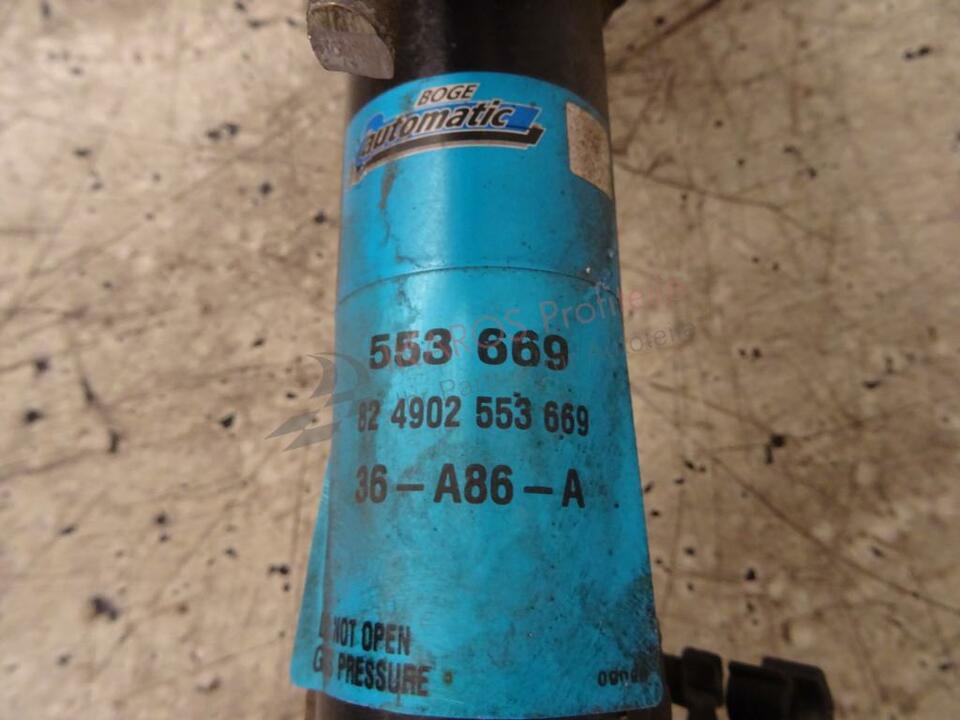 BOGE
automatic
553 669
82 4902 553 669
36-A86-A
NOT OPEN
PRESSURE